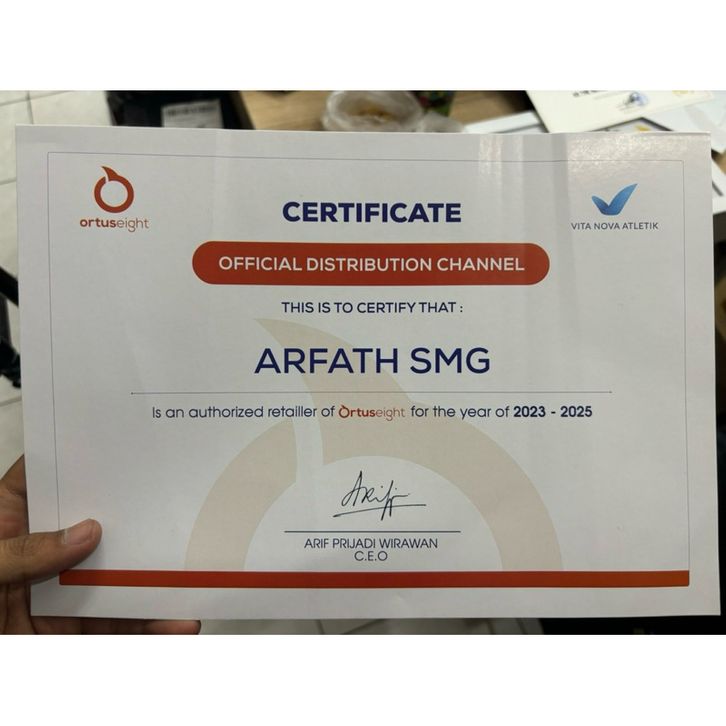 ortuseight
CERTIFICATE
VITA NOVA ATLETIK
OFFICIAL DISTRIBUTION CHANNEL
THIS IS TO CERTIFY THAT :
ARFATH SMG
Is an authorized retailler of Ortuseight for the year of 2023 - 2025
ARIF PRIJADI WIRAWAN
C.E.O